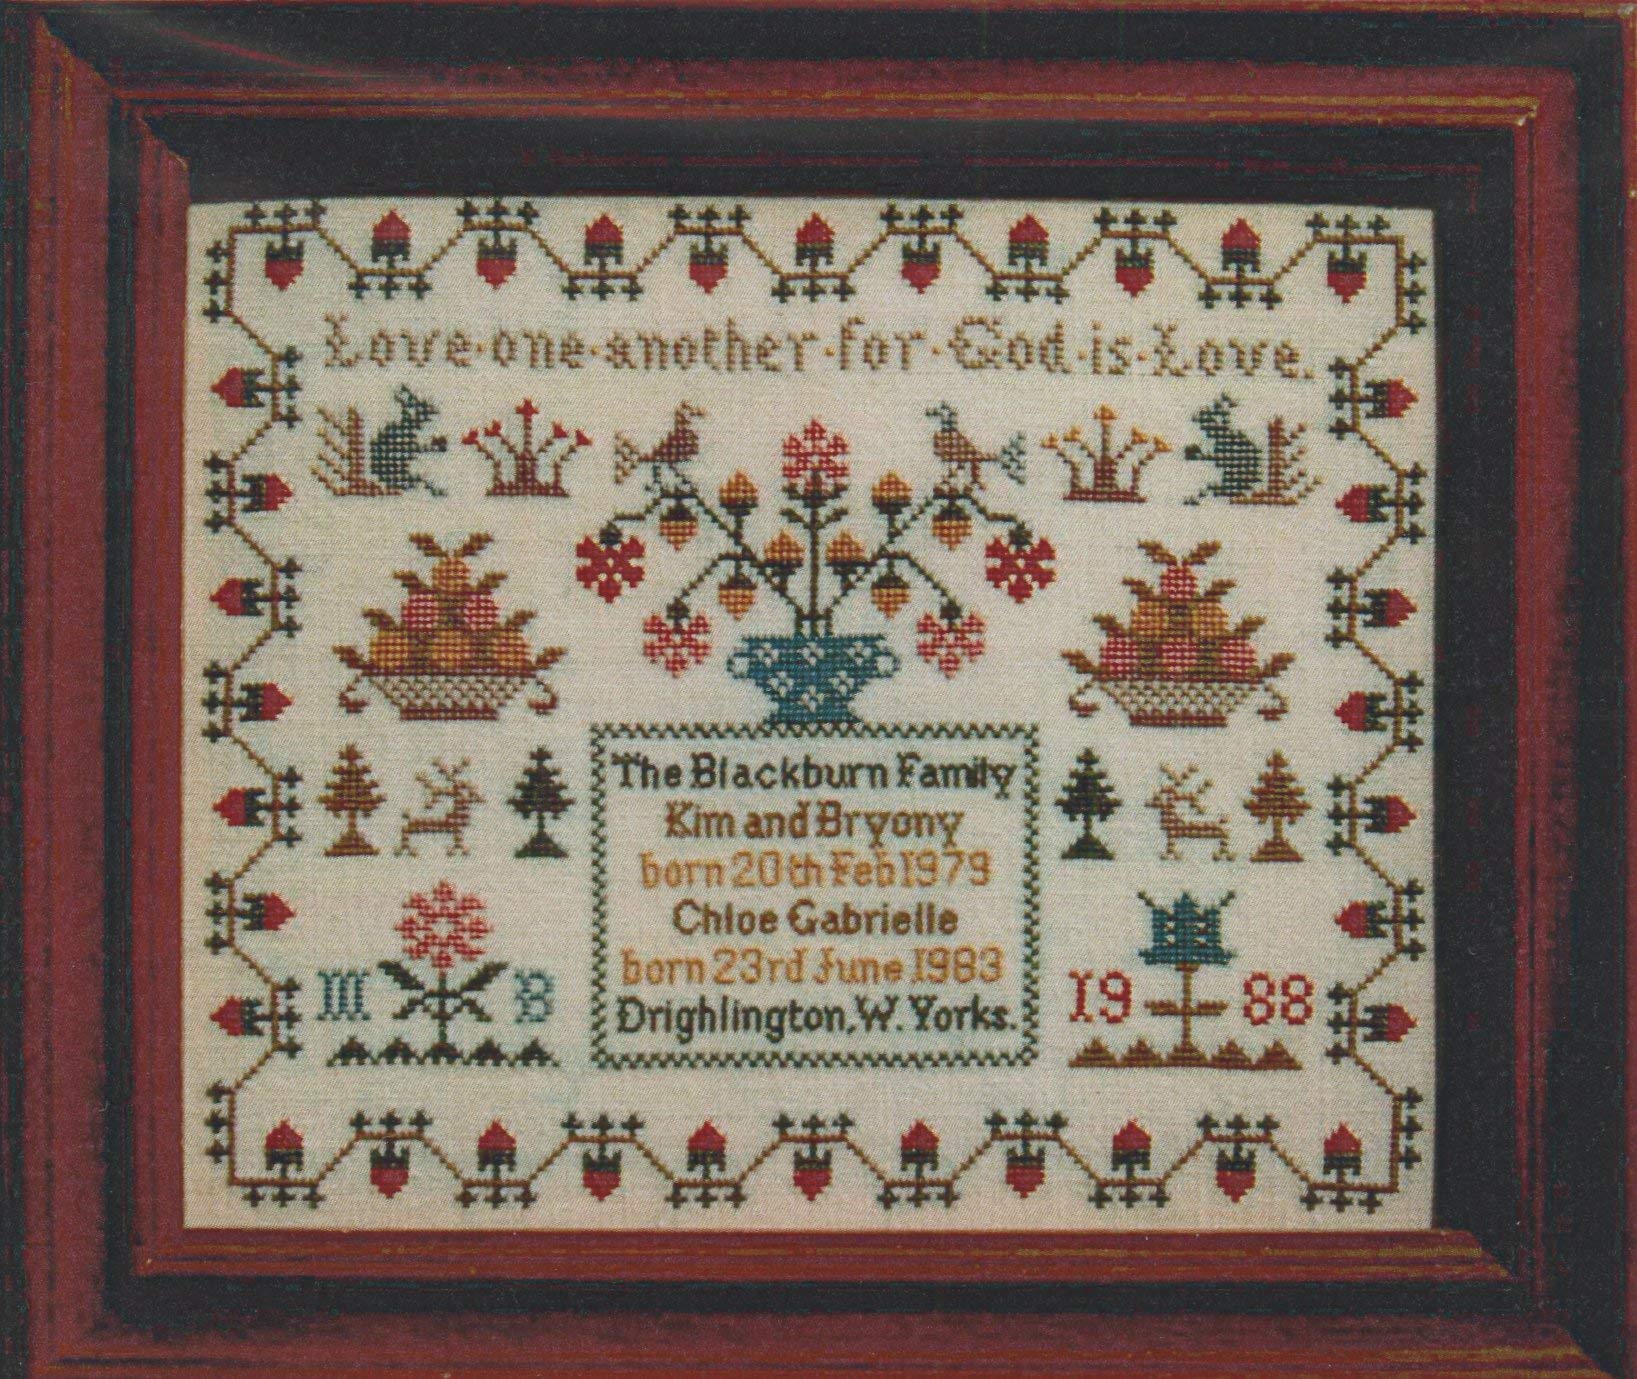 Love·one·another·for·God·is·Love.
The Blackburn Family
Kim and Bryony
born 20th Feb 1979
Chloe Gabrielle
born 23rd June 1983
Drighlington, W. Yorks.
M B
19 88